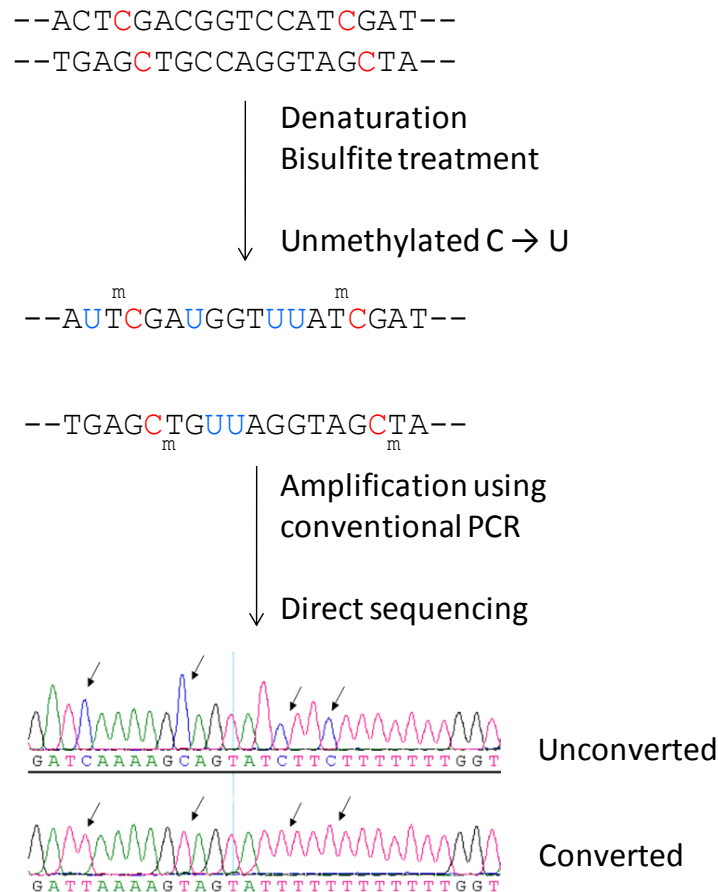 --ACTCGACGGTCCATCGAT--
--TGAGCTGCCAGGTAGCTA--
Denaturation
Bisulfite treatment
Unmethylated C → U
m m
--AUTCGAUGGTUUATCGAT--
--TGAGCTGUUAGGTAGCTA--
m m
Amplification using
conventional PCR
Direct sequencing
GATCAAAAGCAGTATCTTCTTTTTTTGGT
Unconverted
GATTAAAAGTAGTATTTTTTTTTTTTGGT
Converted